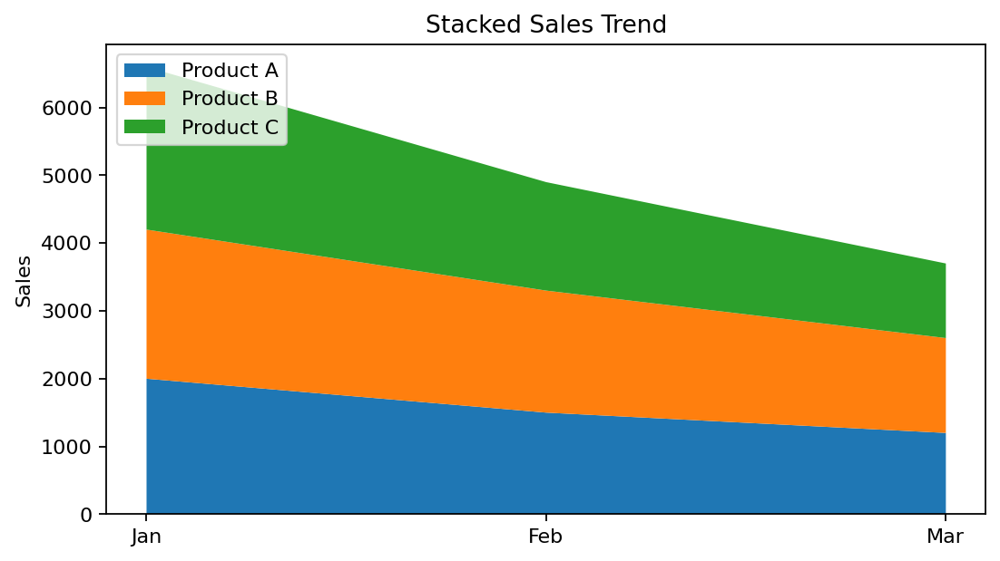 Stacked Sales Trend
Product A
Product B
Product C
6000
5000
4000
3000
2000
1000
0
Sales
Jan Feb Mar